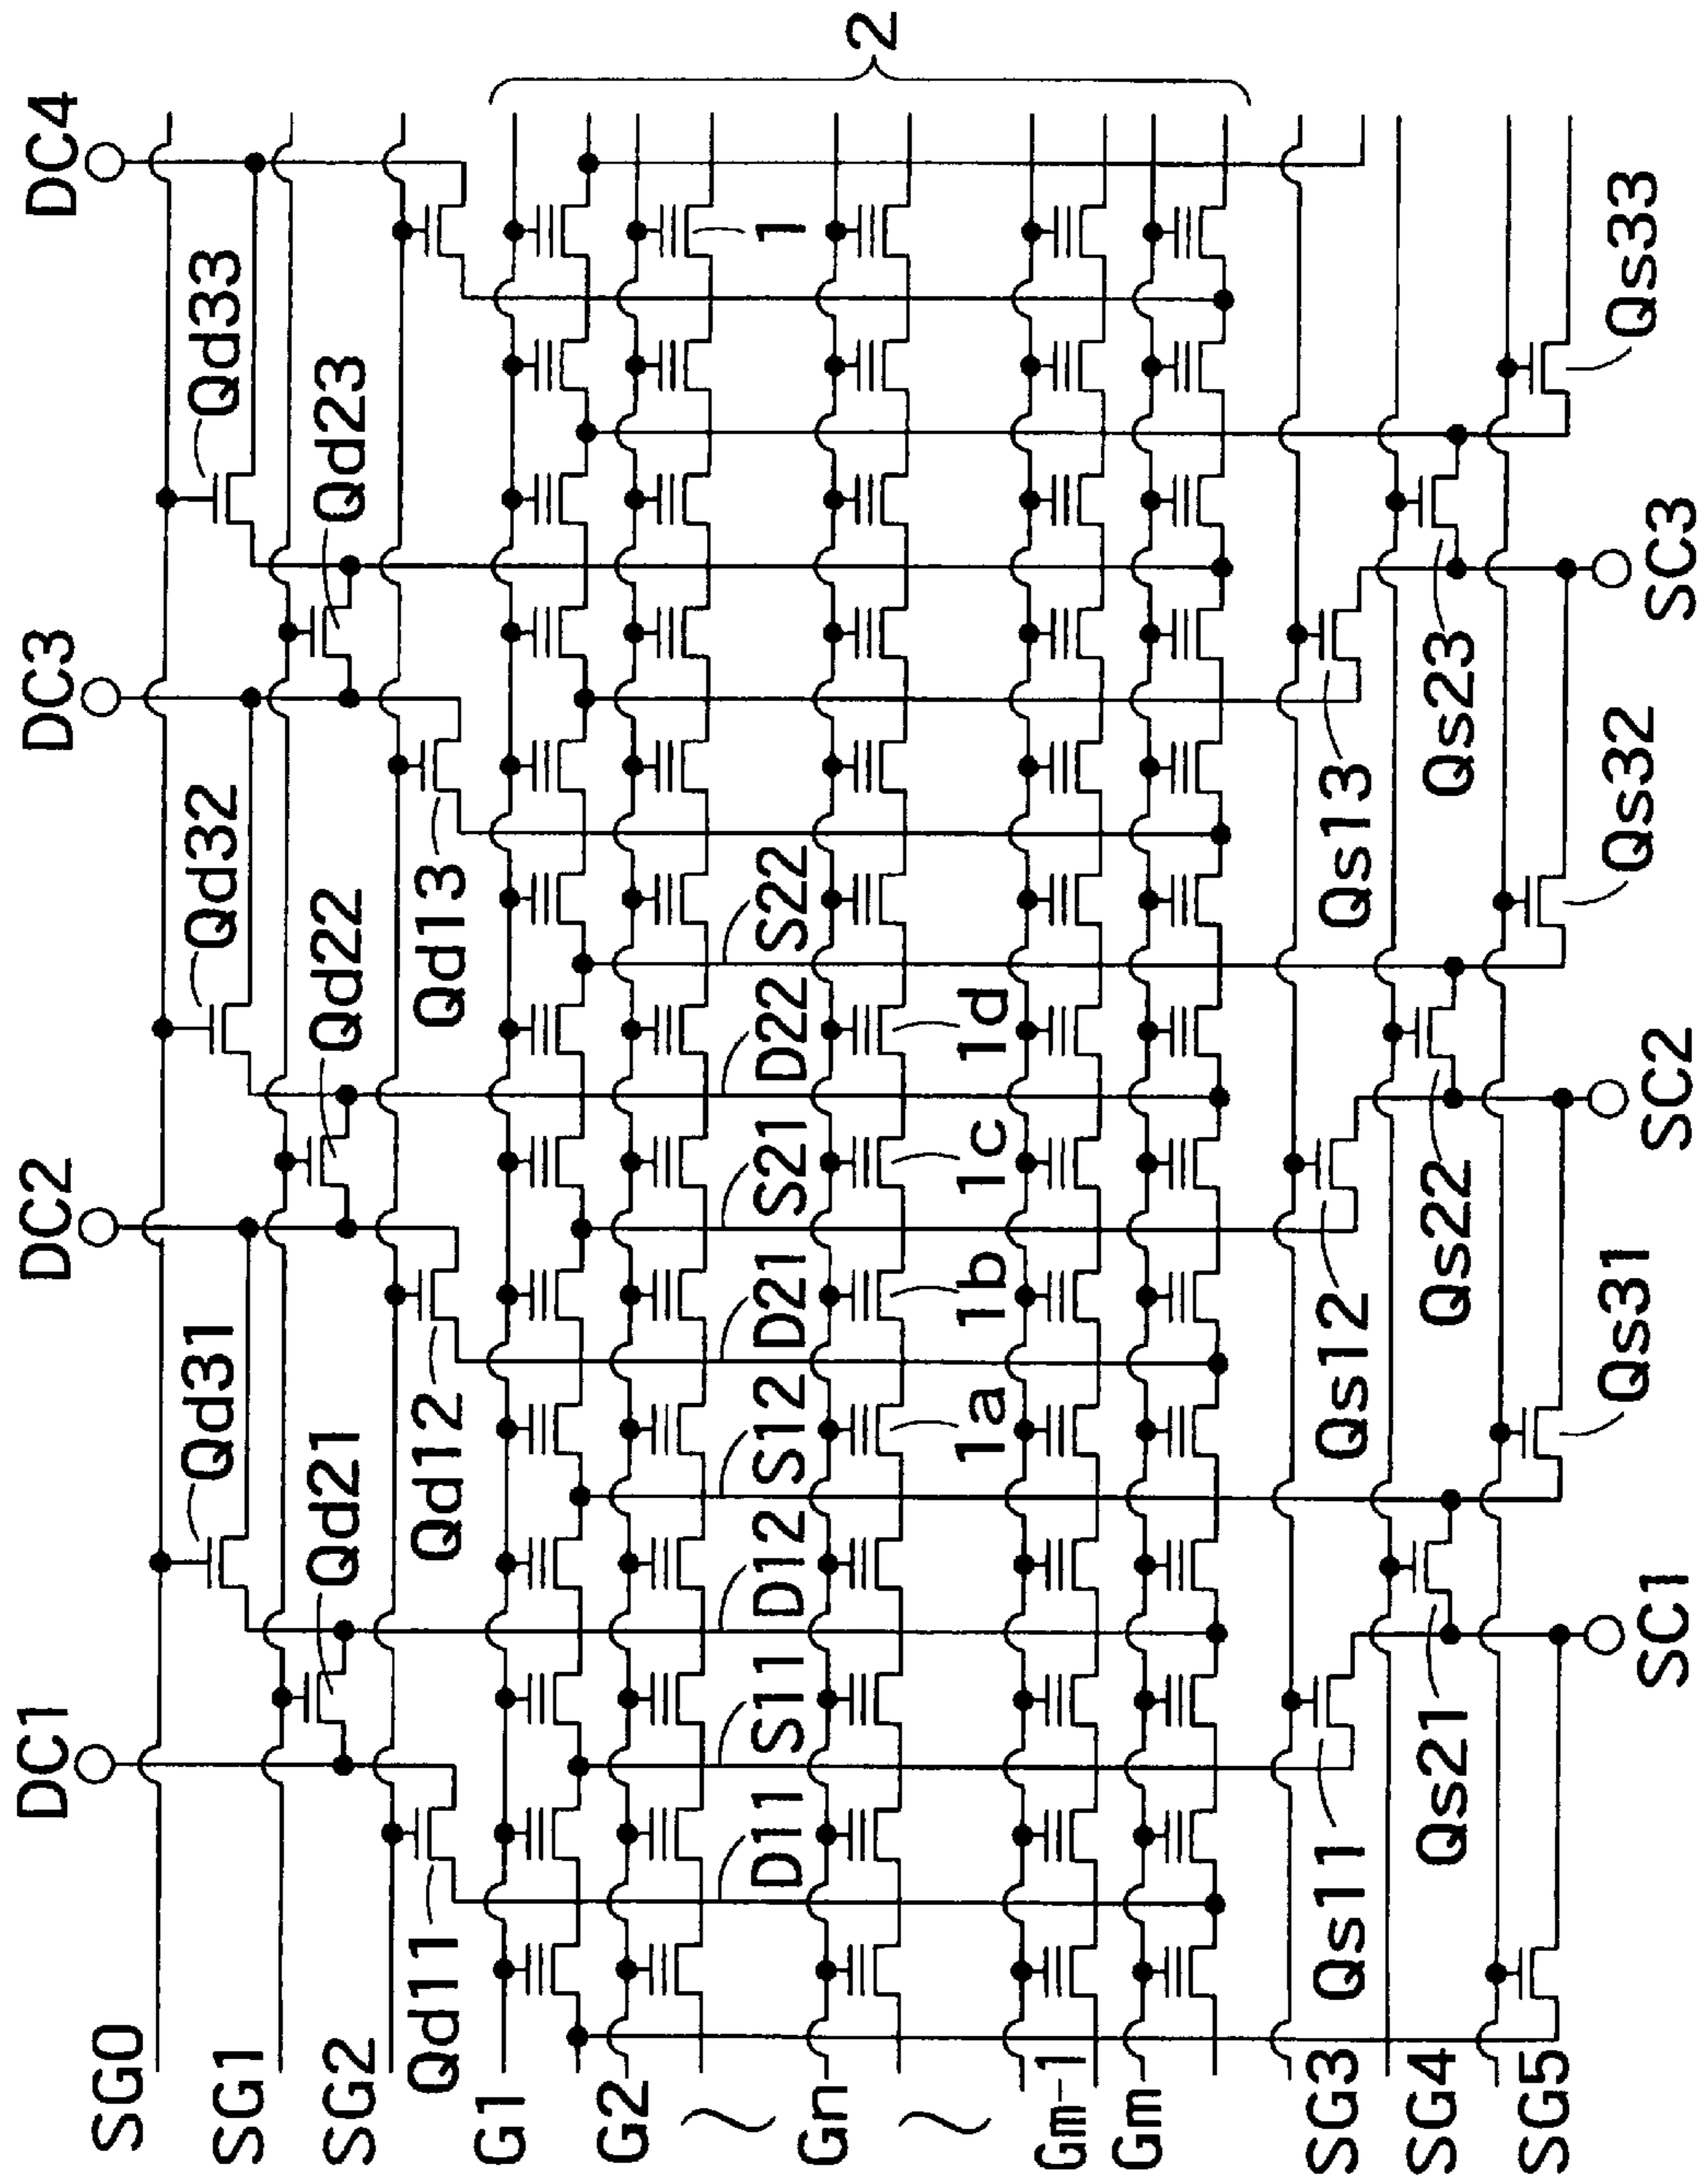 DC1 DC2 DC3 DC4
SG0
Qd31 Qd32 Qd33
SG1
Qd21 Qd22 Qd23
SG2
Qd11 Qd12 Qd13
G1
G2
1
2
D11 S11 D12 S12 D21 S21 D22 S22
Gn
1a 1b 1c 1d
Gm-1
Gm
SG3
Qs11 Qs12 Qs13
SG4
Qs21 Qs22 Qs23
SG5
Qs31 Qs32 Qs33
SC1 SC2 SC3